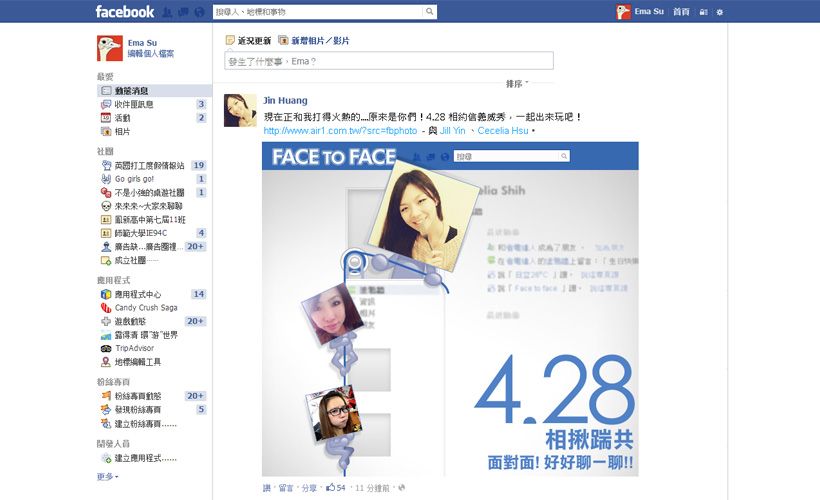 facebook
搜尋人、地標和事物
Ema Su 首頁
Ema Su
編輯個人檔案
最愛
動態消息
收件匣訊息 3
活動 2
相片
社團
英國打工度假情報站 19
Go girls go! 1
不是小強的桌遊社團 1
來來來~大家來聊聊
鳳新高中第七屆11班
師範大學IE94C 4
廣告缺...廣告圈裡... 20+
成立社團......
應用程式
應用程式中心 14
Candy Crush Saga
遊戲動態 20+
露得清 環"遊"世界
TripAdvisor
地標編輯工具
粉絲專頁
粉絲專頁動態 20+
發現粉絲專頁 5
建立粉絲專頁......
開發人員
建立應用程式......
更多
近況更新 新增相片／影片
發生了什麼事，Ema？
排序
Jin Huang
現在正和我打得火熱的....原來是你們！4.28 相約信義威秀，一起出來玩吧！
http://www.air1.com.tw/?src=fbphoto - 與 Jill Yin 、Cecelia Hsu。
FACE TO FACE
搜尋
elia Shih
資訊
相片
朋友
說「 Face to face 」讚。
4.28
相揪踹共
面對面! 好好聊一聊!!
讚．留言．分享． 54 ．11 分鐘前．